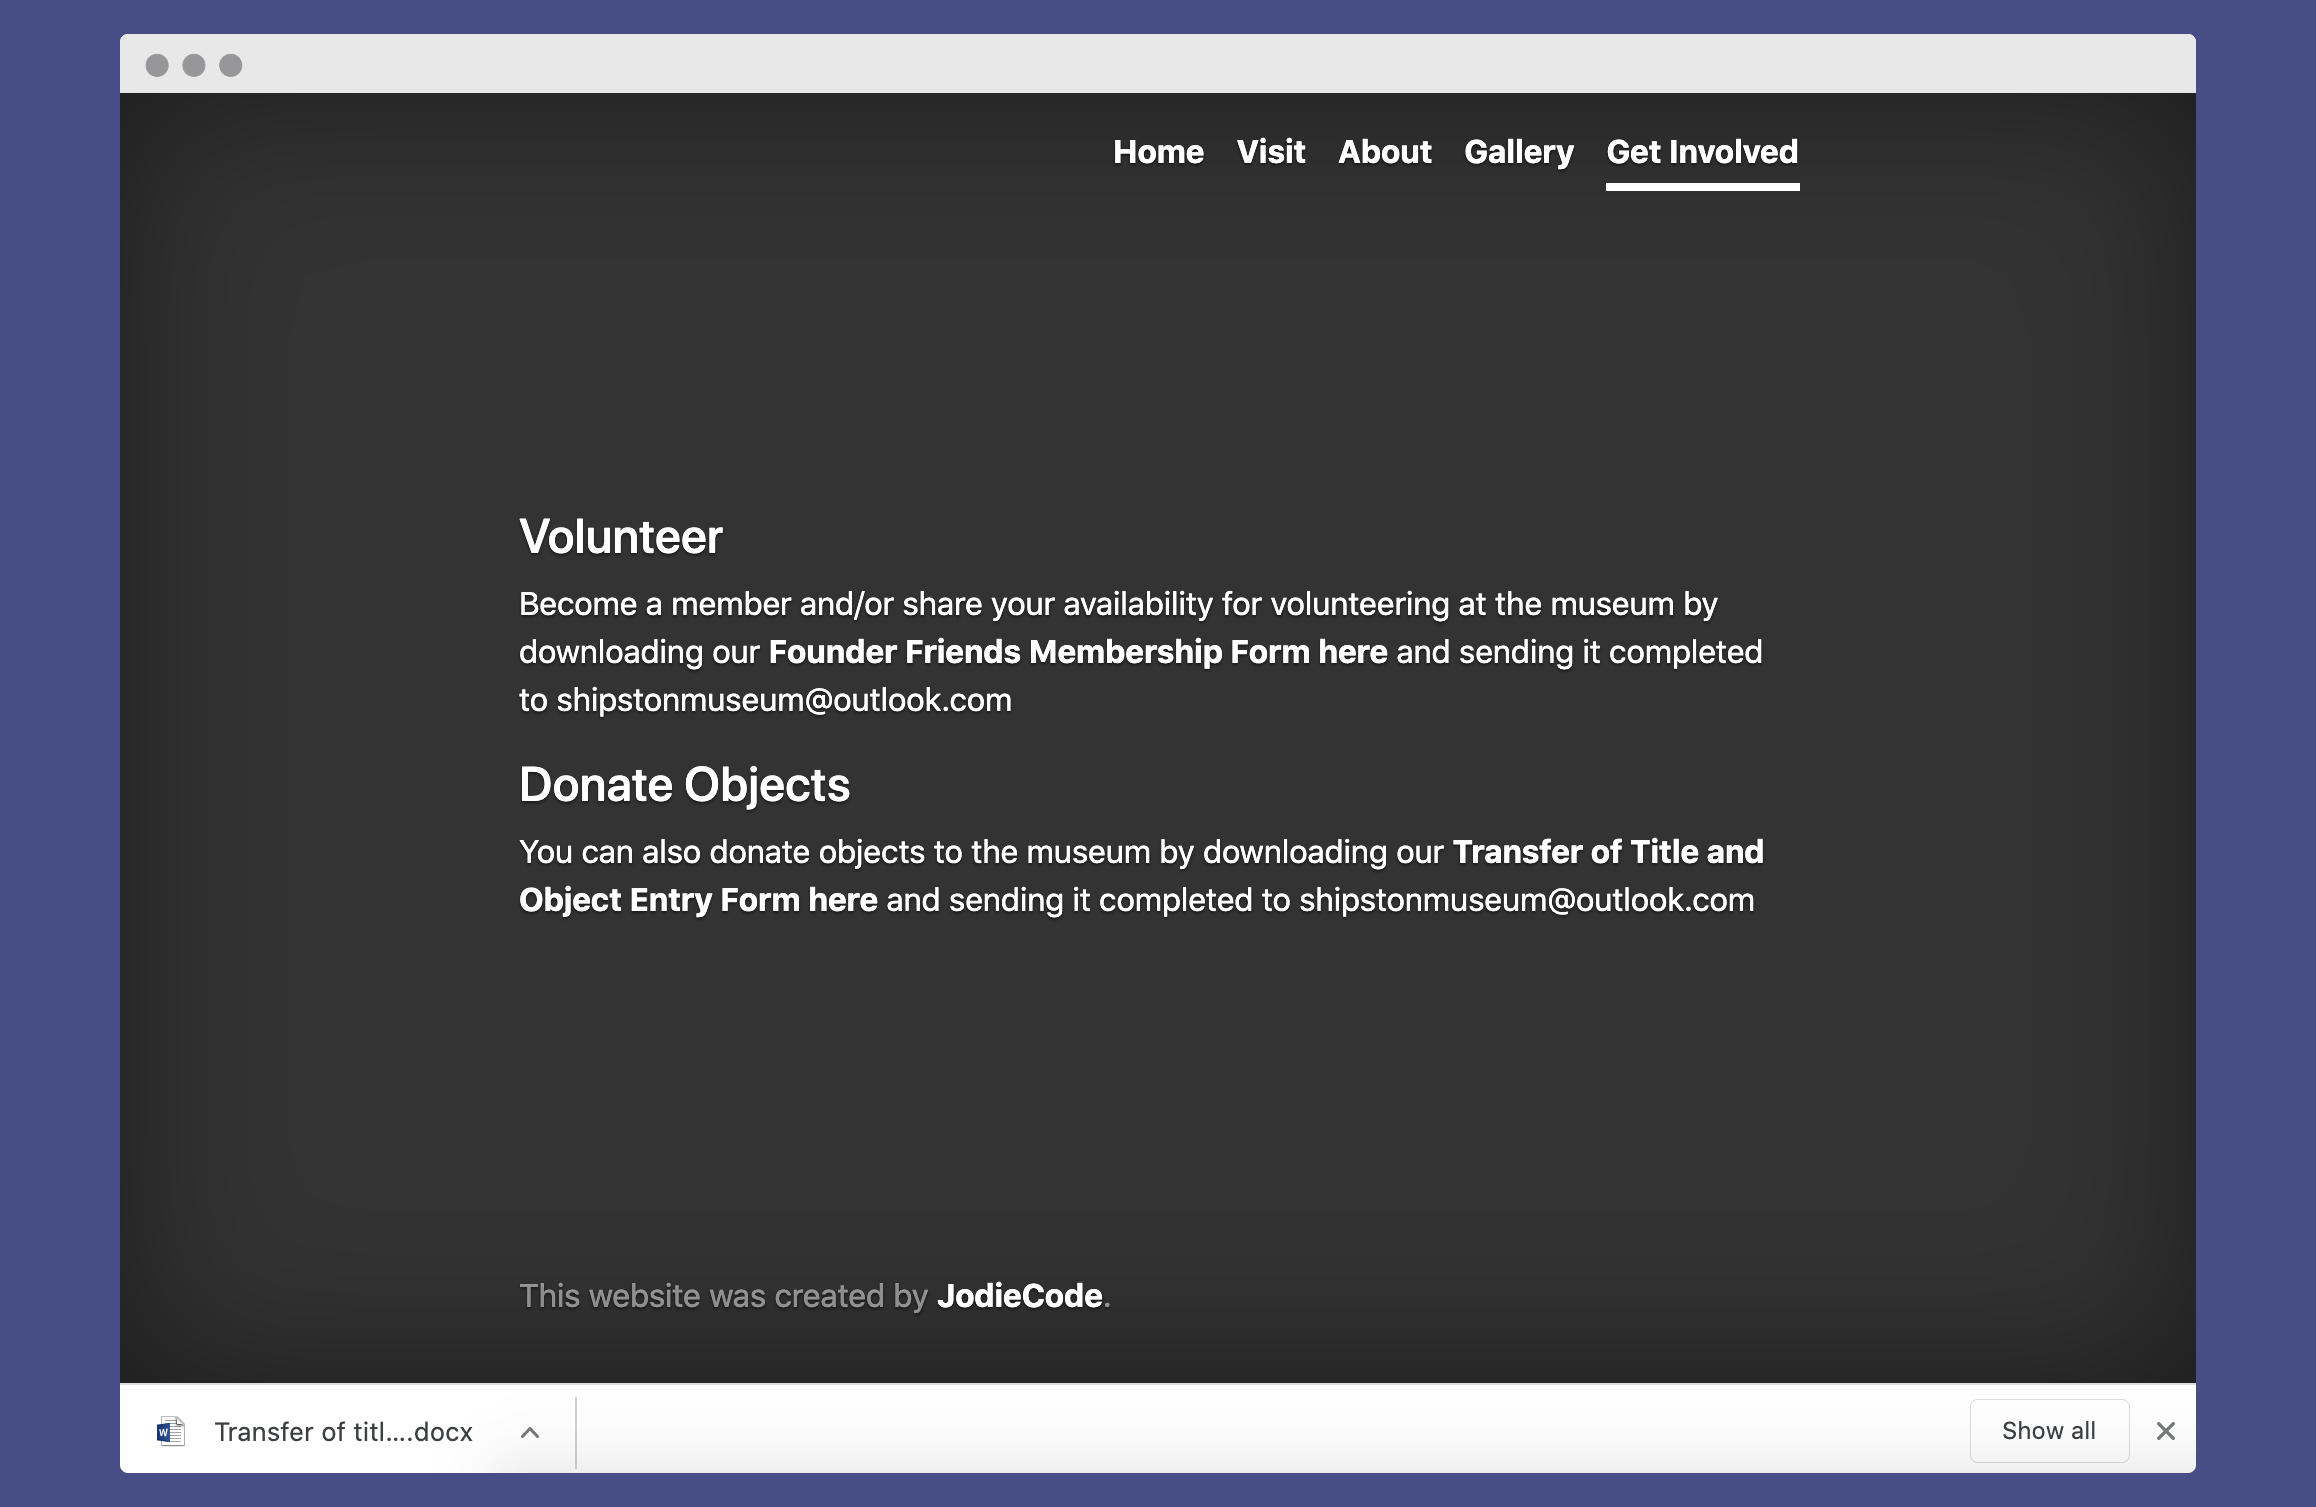 Home Visit About Gallery Get Involved
Volunteer
Become a member and/or share your availability for volunteering at the museum by
downloading our Founder Friends Membership Form here and sending it completed
to shipstonmuseum@outlook.com
Donate Objects
You can also donate objects to the museum by downloading our Transfer of Title and
Object Entry Form here and sending it completed to shipstonmuseum@outlook.com
This website was created by JodieCode.
W Transfer of titl....docx Show all